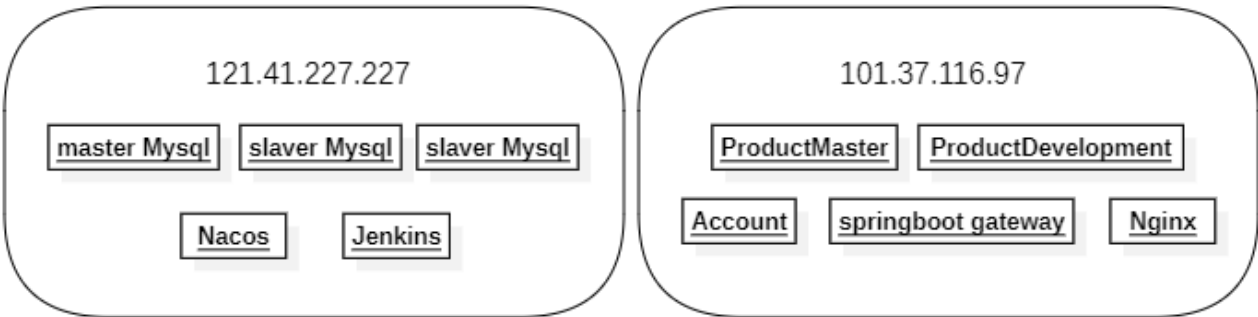 121.41.227.227
master Mysql
slaver Mysql
slaver Mysql
Nacos
Jenkins
101.37.116.97
ProductMaster
ProductDevelopment
Account
springboot gateway
Nginx